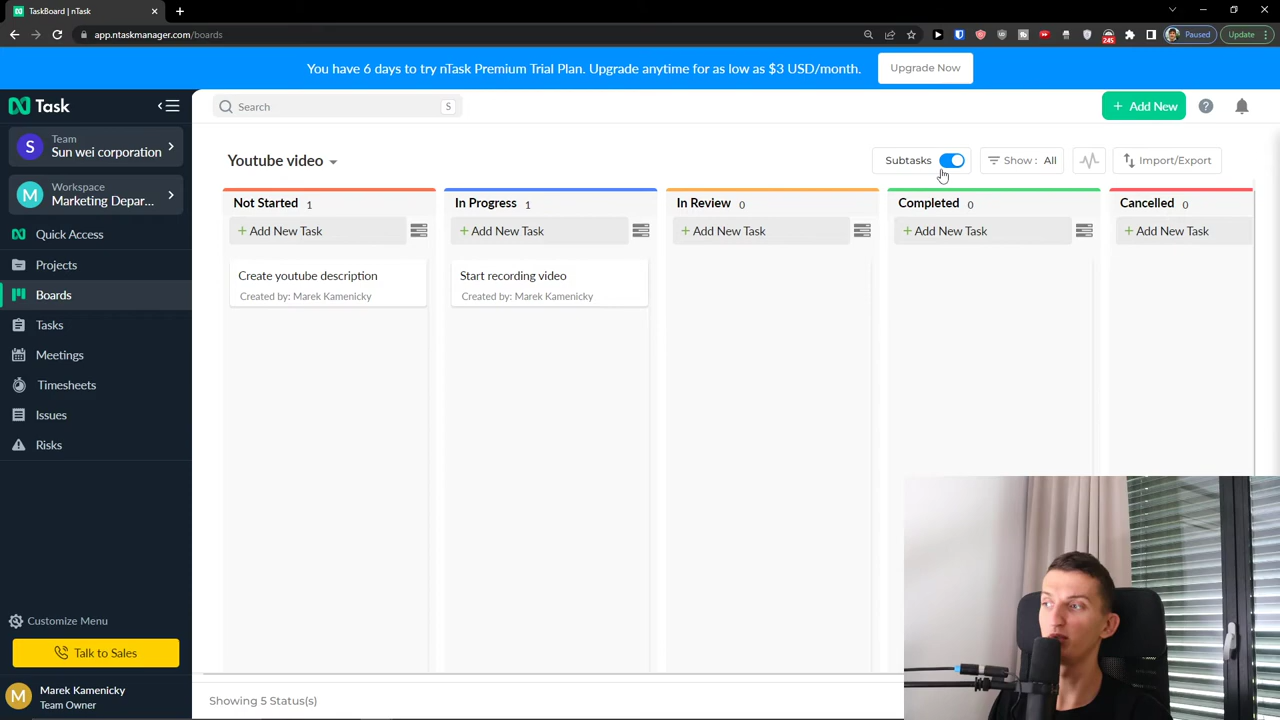 TaskBoard | nTask
app.ntaskmanager.com/boards
245
Paused
Update
You have 6 days to try nTask Premium Trial Plan. Upgrade anytime for as low as $3 USD/month.
Upgrade Now
Task
Search
S
+ Add New
S
Team
Sun wei corporation
M
Workspace
Marketing Depar...
Quick Access
Projects
Boards
Tasks
Meetings
Timesheets
Issues
Risks
Customize Menu
Talk to Sales
M
Marek Kamenicky
Team Owner
Youtube video
Subtasks
Show : All
Import/Export
Not Started 1
+ Add New Task
Create youtube description
Created by: Marek Kamenicky
In Progress 1
+ Add New Task
Start recording video
Created by: Marek Kamenicky
In Review 0
+ Add New Task
Completed 0
+ Add New Task
Cancelled 0
+ Add New Task
Showing 5 Status(s)